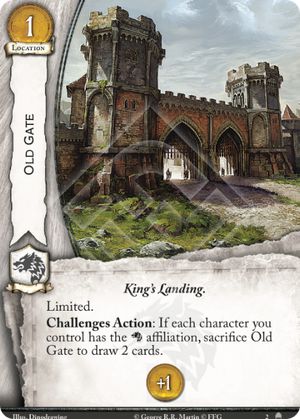 1
LOCATION
OLD GATE
King's Landing.
Limited.
Challenges Action: If each character you
control has the affiliation, sacrifice Old
Gate to draw 2 cards.
+1
Illus. Dinodrawing
© George R.R. Martin © FFG
2